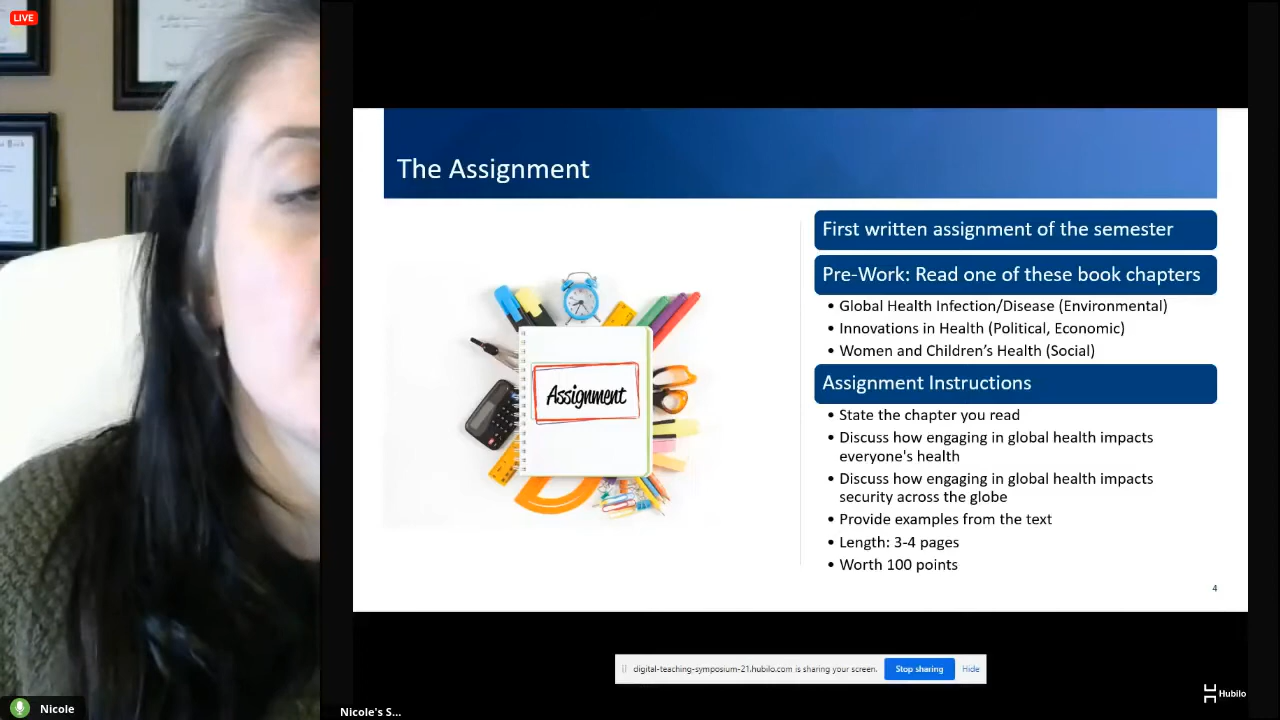 LIVE
The Assignment
First written assignment of the semester
Pre-Work: Read one of these book chapters
• Global Health Infection/Disease (Environmental)
• Innovations in Health (Political, Economic)
• Women and Children's Health (Social)
Assignment
Assignment Instructions
• State the chapter you read
• Discuss how engaging in global health impacts
everyone's health
• Discuss how engaging in global health impacts
security across the globe
• Provide examples from the text
• Length: 3-4 pages
• Worth 100 points
4
digital-teaching-symposium-21.hubilo.com is sharing your screen.
Stop sharing
Hide
Hubilo
Nicole
Nicole's S...